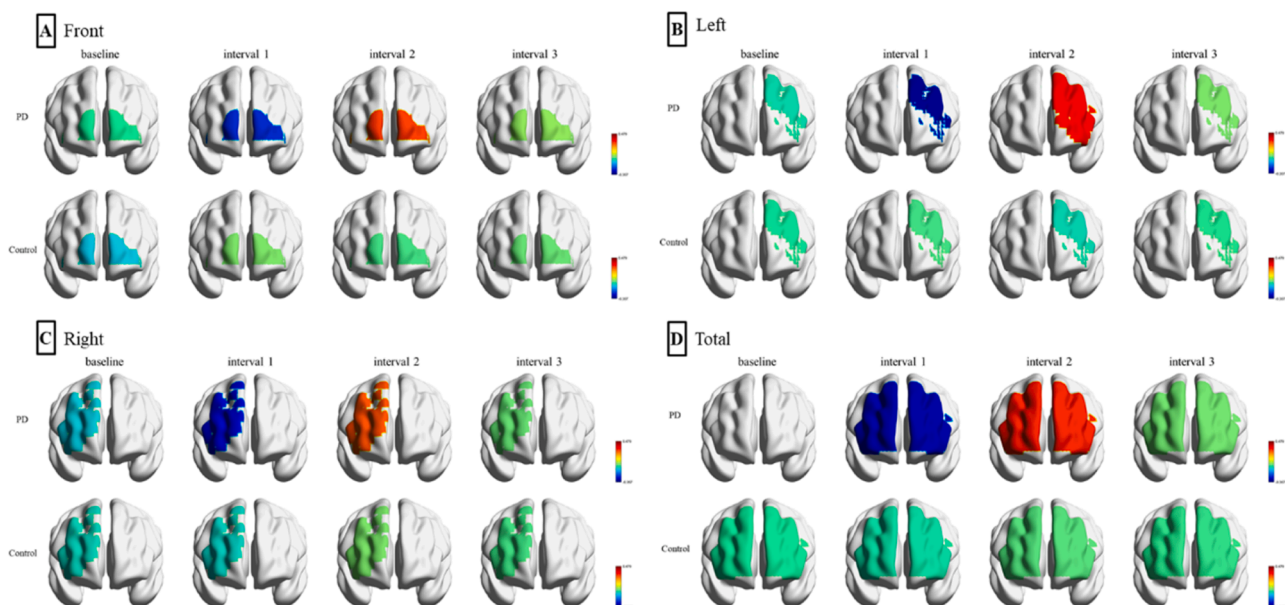 A Front
baseline interval 1 interval 2 interval 3
PD
Control
B Left
baseline interval 1 interval 2 interval 3
PD
Control
C Right
baseline interval 1 interval 2 interval 3
PD
Control
D Total
baseline interval 1 interval 2 interval 3
PD
Control